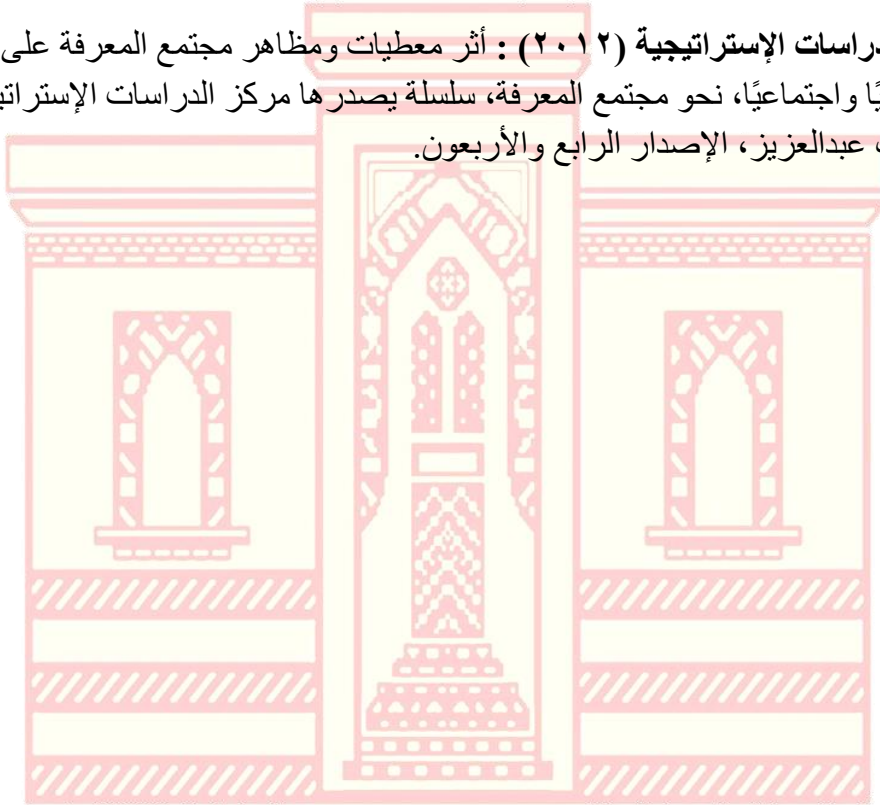 دراسات الإستراتيجية (٢٠١٢) : أثر معطيات ومظاهر مجتمع المعرفة على
يًا واجتماعيًا، نحو مجتمع المعرفة، سلسلة يصدرها مركز الدراسات الإستراتي
عبدالعزيز، الإصدار الرابع والأربعون.